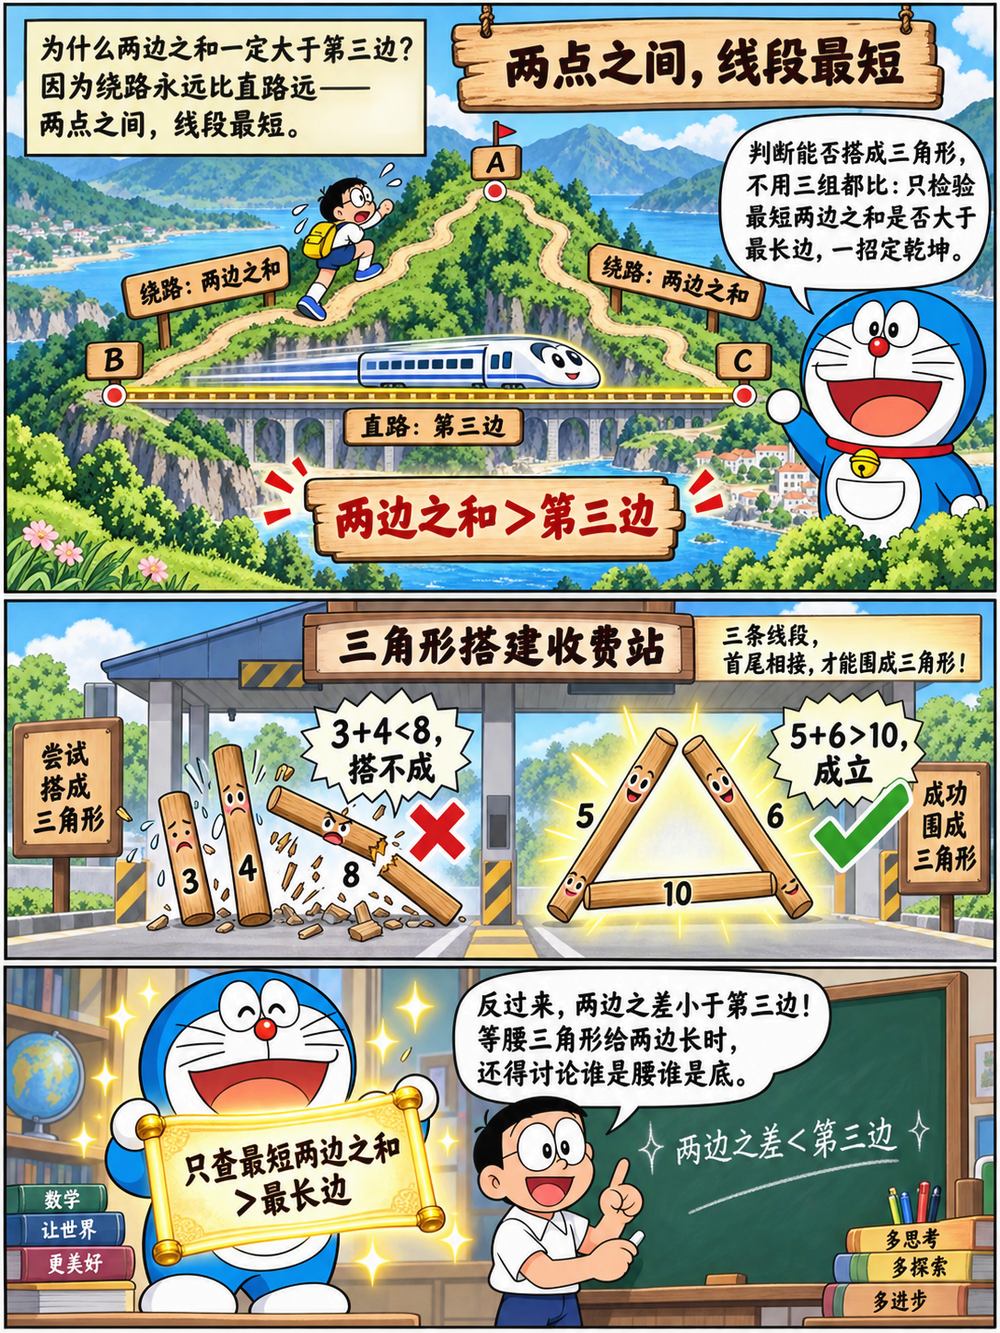 为什么两边之和一定大于第三边?
因为绕路永远比直路远——
两点之间，线段最短。
两点之间，线段最短
判断能否搭成三角形，
不用三组都比：只检验
最短两边之和是否大于
最长边，一招定乾坤。
A
绕路：两边之和
绕路：两边之和
B
C
直路：第三边
两边之和>第三边
三角形搭建收费站
三条线段，
首尾相接，才能围成三角形！
尝试
搭成
三角形
3+4<8，
搭不成
3
4
8
5+6>10，
成立
5
6
10
成功
围成
三角形
反过来，两边之差小于第三边！
等腰三角形给两边长时，
还得讨论谁是腰谁是底。
只查最短两边之和
>最长边
两边之差<第三边
数学
让世界
更美好
多思考
多探索
多进步